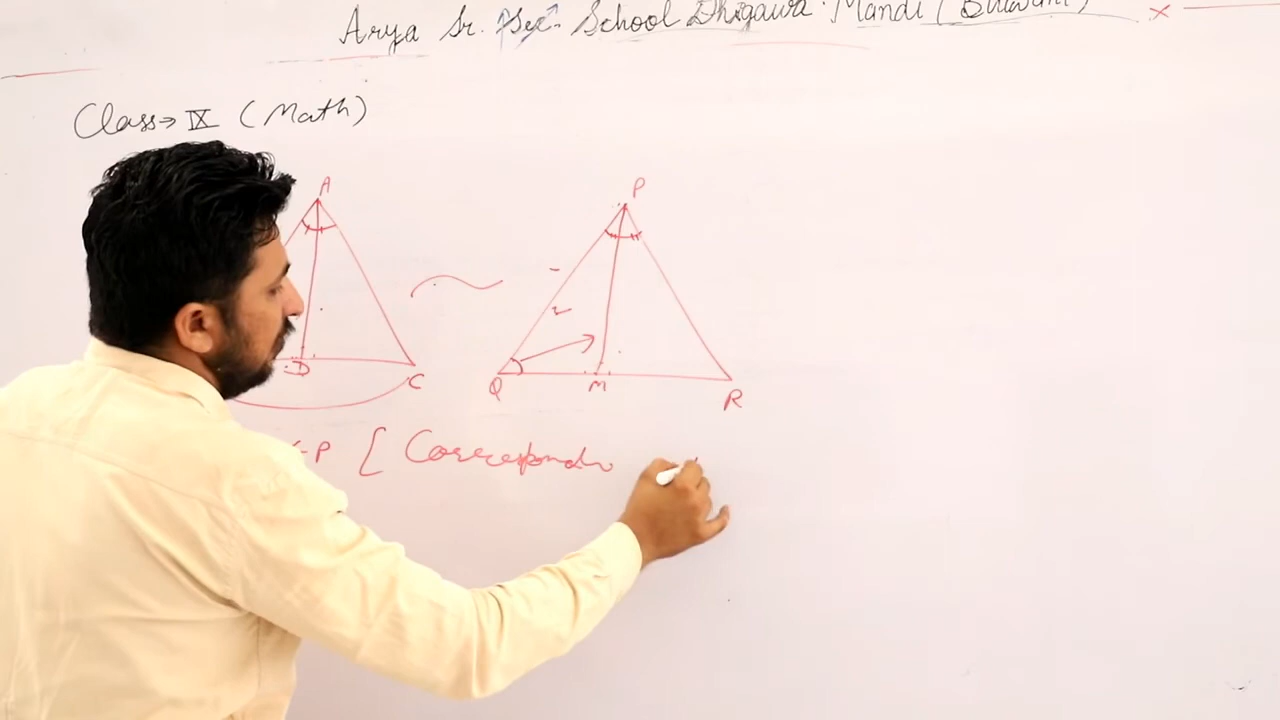 Arya Sr. Sec. School Dhigawa Mandi (Bhiwani)
Class → IX (Math)
A
P
D
C
Q
M
R
∠P [ Correspondin